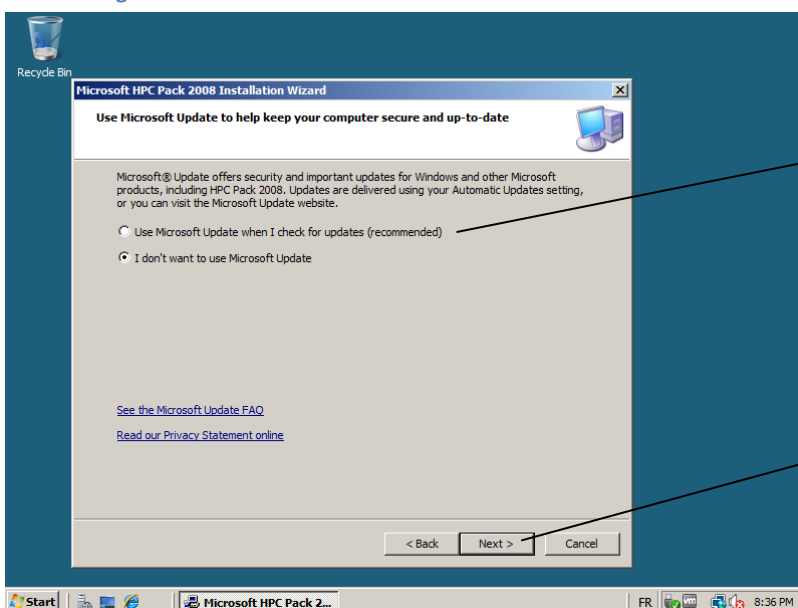 Recycle Bin
Microsoft HPC Pack 2008 Installation Wizard
Use Microsoft Update to help keep your computer secure and up-to-date
Microsoft® Update offers security and important updates for Windows and other Microsoft
products, including HPC Pack 2008. Updates are delivered using your Automatic Updates setting,
or you can visit the Microsoft Update website.
Use Microsoft Update when I check for updates (recommended)
I don't want to use Microsoft Update
See the Microsoft Update FAQ
Read our Privacy Statement online
< Back Next > Cancel
Start Microsoft HPC Pack 2... FR 8:36 PM